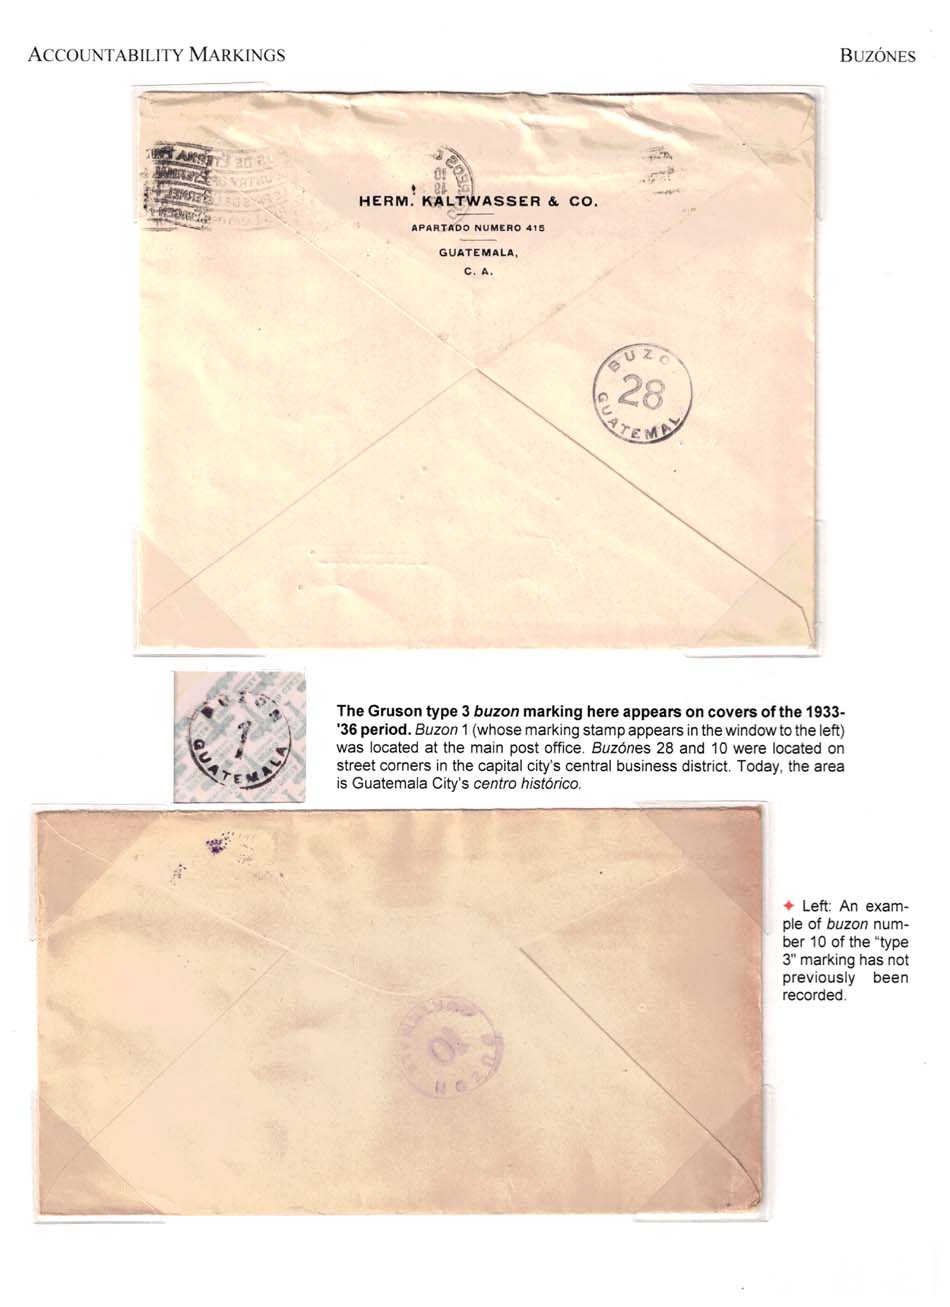 ACCOUNTABILITY MARKINGS
BUZÓNES
HERM. KALTWASSER & CO.
APARTADO NUMERO 415
GUATEMALA,
C. A.
BUZO
28
GUATEMAL
BUZON
1
GUATEMALA
The Gruson type 3 buzon marking here appears on covers of the 1933-
'36 period. Buzon 1 (whose marking stamp appears in the window to the left)
was located at the main post office. Buzónes 28 and 10 were located on
street corners in the capital city's central business district. Today, the area
is Guatemala City's centro histórico.
✦ Left: An exam-
ple of buzon num-
ber 10 of the "type
3" marking has not
previously been
recorded.
BUZON
10